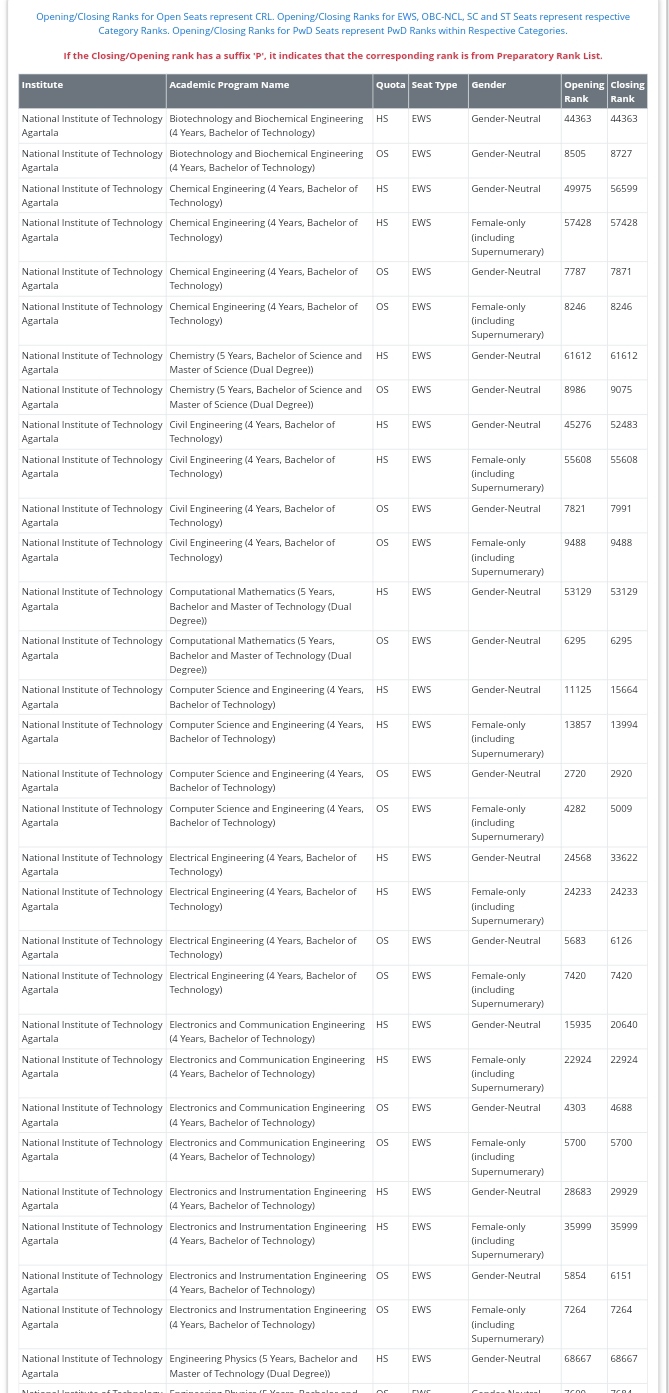 Opening/Closing Ranks for Open Seats represent CRL. Opening/Closing Ranks for EWS, OBC-NCL, SC and ST Seats represent respective
Category Ranks. Opening/Closing Ranks for PwD Seats represent PwD Ranks within Respective Categories.
If the Closing/Opening rank has a suffix 'P', it indicates that the corresponding rank is from Preparatory Rank List.
Institute Academic Program Name Quota Seat Type Gender Opening Closing
Rank Rank
National Institute of Technology Biotechnology and Biochemical Engineering HS EWS Gender-Neutral 44363 44363
Agartala (4 Years, Bachelor of Technology)
National Institute of Technology Biotechnology and Biochemical Engineering OS EWS Gender-Neutral 8505 8727
Agartala (4 Years, Bachelor of Technology)
National Institute of Technology Chemical Engineering (4 Years, Bachelor of HS EWS Gender-Neutral 49975 56599
Agartala Technology)
National Institute of Technology Chemical Engineering (4 Years, Bachelor of HS EWS Female-only 57428 57428
Agartala Technology) (including
Supernumerary)
National Institute of Technology Chemical Engineering (4 Years, Bachelor of OS EWS Gender-Neutral 7787 7871
Agartala Technology)
National Institute of Technology Chemical Engineering (4 Years, Bachelor of OS EWS Female-only 8246 8246
Agartala Technology) (including
Supernumerary)
National Institute of Technology Chemistry (5 Years, Bachelor of Science and HS EWS Gender-Neutral 61612 61612
Agartala Master of Science (Dual Degree))
National Institute of Technology Chemistry (5 Years, Bachelor of Science and OS EWS Gender-Neutral 8986 9075
Agartala Master of Science (Dual Degree))
National Institute of Technology Civil Engineering (4 Years, Bachelor of HS EWS Gender-Neutral 45276 52483
Agartala Technology)
National Institute of Technology Civil Engineering (4 Years, Bachelor of HS EWS Female-only 55608 55608
Agartala Technology) (including
Supernumerary)
National Institute of Technology Civil Engineering (4 Years, Bachelor of OS EWS Gender-Neutral 7821 7991
Agartala Technology)
National Institute of Technology Civil Engineering (4 Years, Bachelor of OS EWS Female-only 9488 9488
Agartala Technology) (including
Supernumerary)
National Institute of Technology Computational Mathematics (5 Years, HS EWS Gender-Neutral 53129 53129
Agartala Bachelor and Master of Technology (Dual
Degree))
National Institute of Technology Computational Mathematics (5 Years, OS EWS Gender-Neutral 6295 6295
Agartala Bachelor and Master of Technology (Dual
Degree))
National Institute of Technology Computer Science and Engineering (4 Years, HS EWS Gender-Neutral 11125 15664
Agartala Bachelor of Technology)
National Institute of Technology Computer Science and Engineering (4 Years, HS EWS Female-only 13857 13994
Agartala Bachelor of Technology) (including
Supernumerary)
National Institute of Technology Computer Science and Engineering (4 Years, OS EWS Gender-Neutral 2720 2920
Agartala Bachelor of Technology)
National Institute of Technology Computer Science and Engineering (4 Years, OS EWS Female-only 4282 5009
Agartala Bachelor of Technology) (including
Supernumerary)
National Institute of Technology Electrical Engineering (4 Years, Bachelor of HS EWS Gender-Neutral 24568 33622
Agartala Technology)
National Institute of Technology Electrical Engineering (4 Years, Bachelor of HS EWS Female-only 24233 24233
Agartala Technology) (including
Supernumerary)
National Institute of Technology Electrical Engineering (4 Years, Bachelor of OS EWS Gender-Neutral 5683 6126
Agartala Technology)
National Institute of Technology Electrical Engineering (4 Years, Bachelor of OS EWS Female-only 7420 7420
Agartala Technology) (including
Supernumerary)
National Institute of Technology Electronics and Communication Engineering HS EWS Gender-Neutral 15935 20640
Agartala (4 Years, Bachelor of Technology)
National Institute of Technology Electronics and Communication Engineering HS EWS Female-only 22924 22924
Agartala (4 Years, Bachelor of Technology) (including
Supernumerary)
National Institute of Technology Electronics and Communication Engineering OS EWS Gender-Neutral 4303 4688
Agartala (4 Years, Bachelor of Technology)
National Institute of Technology Electronics and Communication Engineering OS EWS Female-only 5700 5700
Agartala (4 Years, Bachelor of Technology) (including
Supernumerary)
National Institute of Technology Electronics and Instrumentation Engineering HS EWS Gender-Neutral 28683 29929
Agartala (4 Years, Bachelor of Technology)
National Institute of Technology Electronics and Instrumentation Engineering HS EWS Female-only 35999 35999
Agartala (4 Years, Bachelor of Technology) (including
Supernumerary)
National Institute of Technology Electronics and Instrumentation Engineering OS EWS Gender-Neutral 5854 6151
Agartala (4 Years, Bachelor of Technology)
National Institute of Technology Electronics and Instrumentation Engineering OS EWS Female-only 7264 7264
Agartala (4 Years, Bachelor of Technology) (including
Supernumerary)
National Institute of Technology Engineering Physics (5 Years, Bachelor and HS EWS Gender-Neutral 68667 68667
Agartala Master of Technology (Dual Degree))